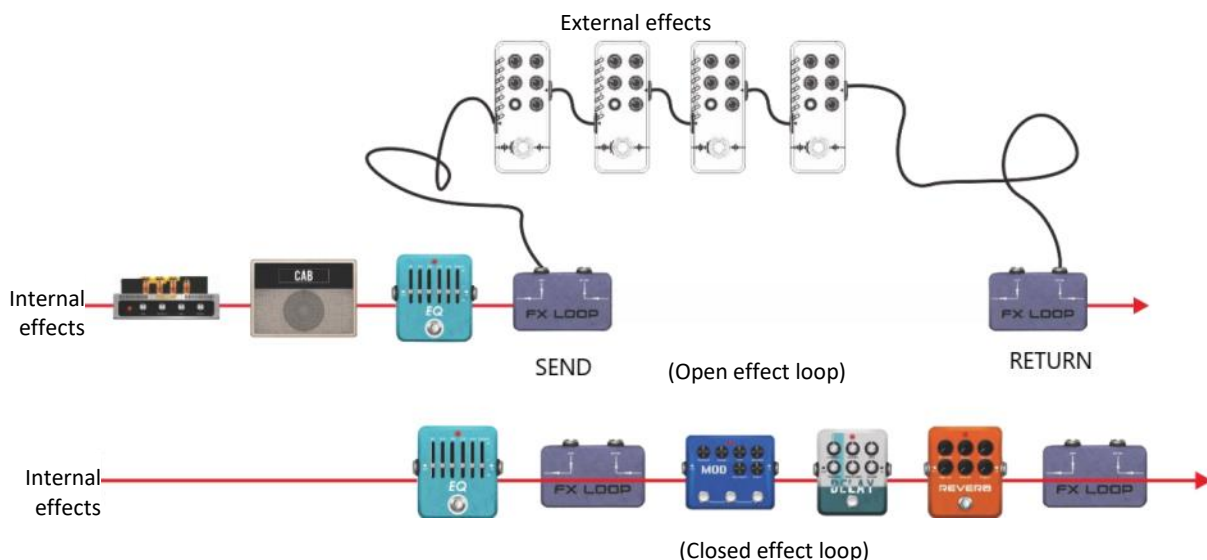 External effects
CAB
Internal
effects
EQ
FX LOOP
FX LOOP
SEND
(Open effect loop)
RETURN
Internal
effects
EQ
FX LOOP
MOD
DELAY
REVERB
FX LOOP
(Closed effect loop)